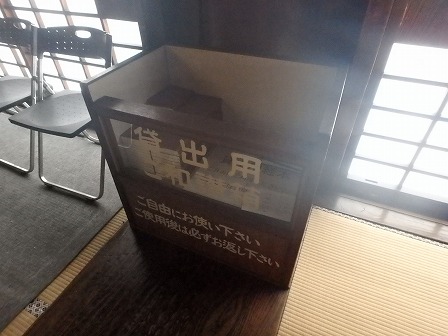 貸出用
ご自由にお使い下さい
ご使用後は必ずお返し下さい